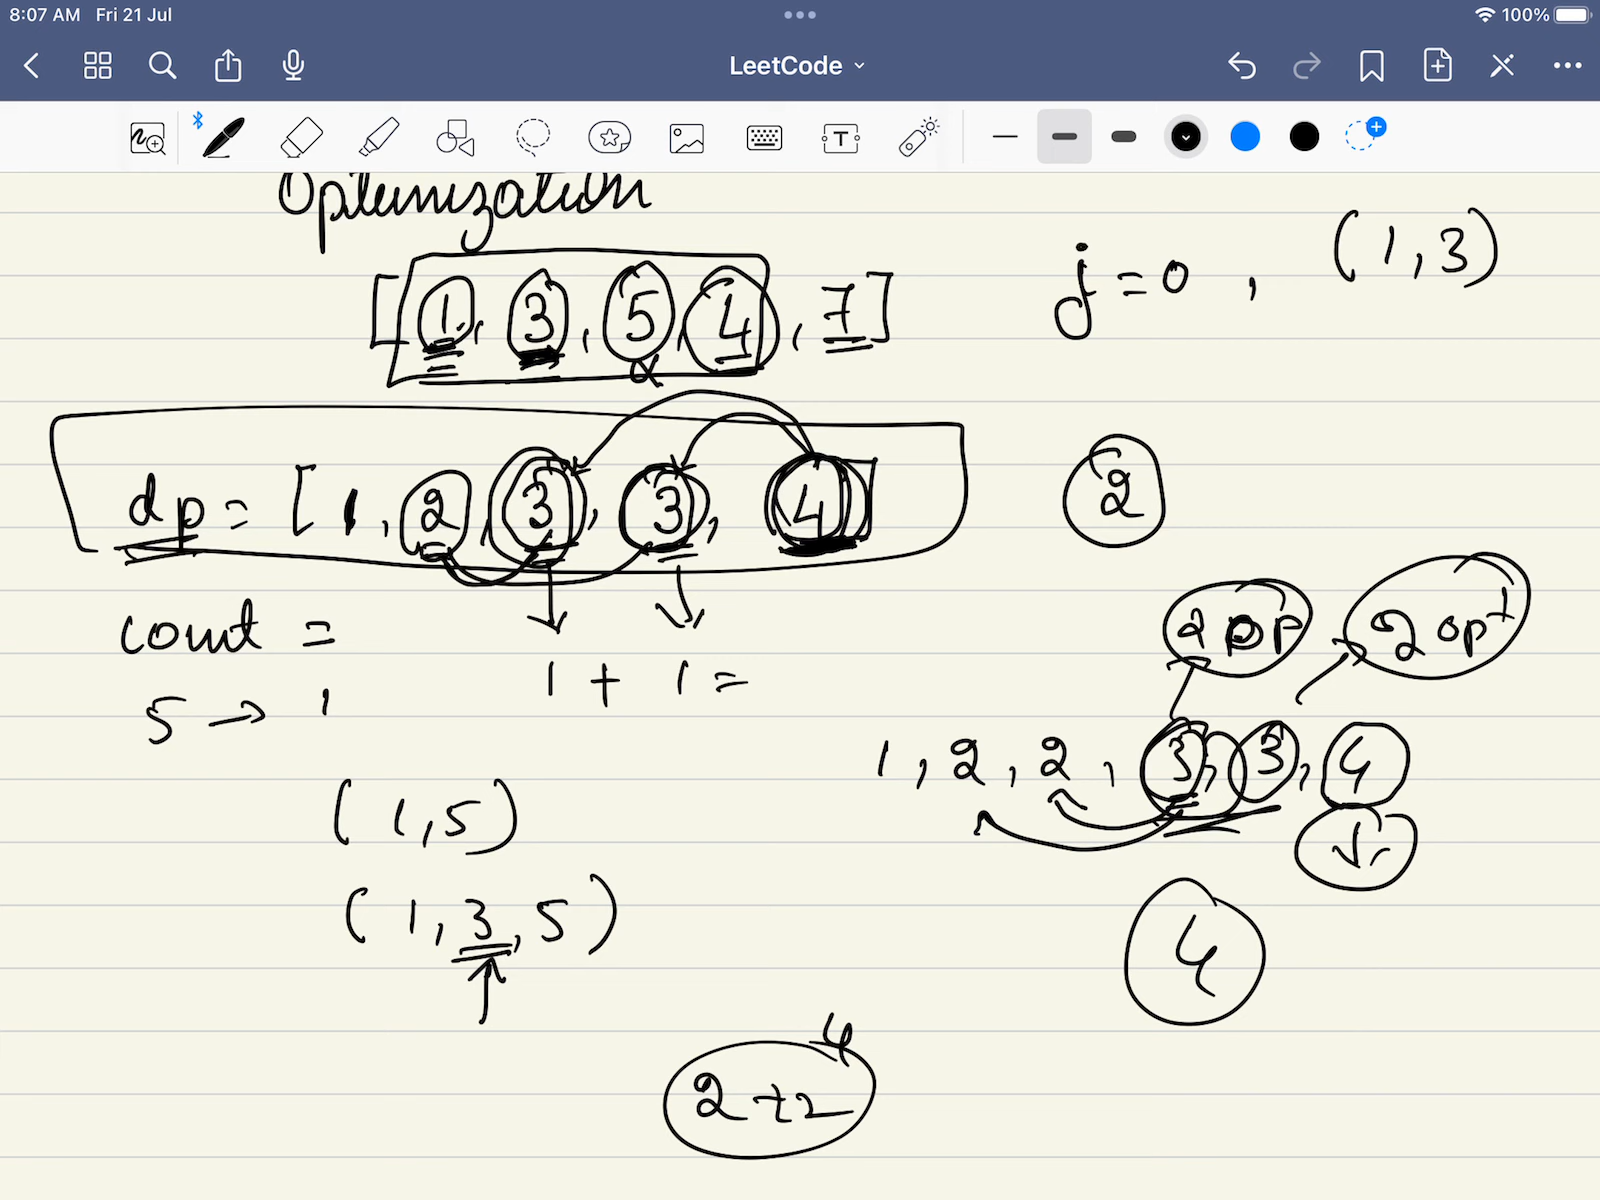 8:07 AM Fri 21 Jul
100%
LeetCode
T
Optimization
[1, 3, 5, 4, 7]
j = 0 , (1, 3)
dp = [1, 2, 3, 3, 4]
2
count =
1 + 1 =
5 → 1
2 op
2 opt
1, 2, 2, 3, 3, 4
(1, 5)
(1, 3, 5)
4
4
2 + 2